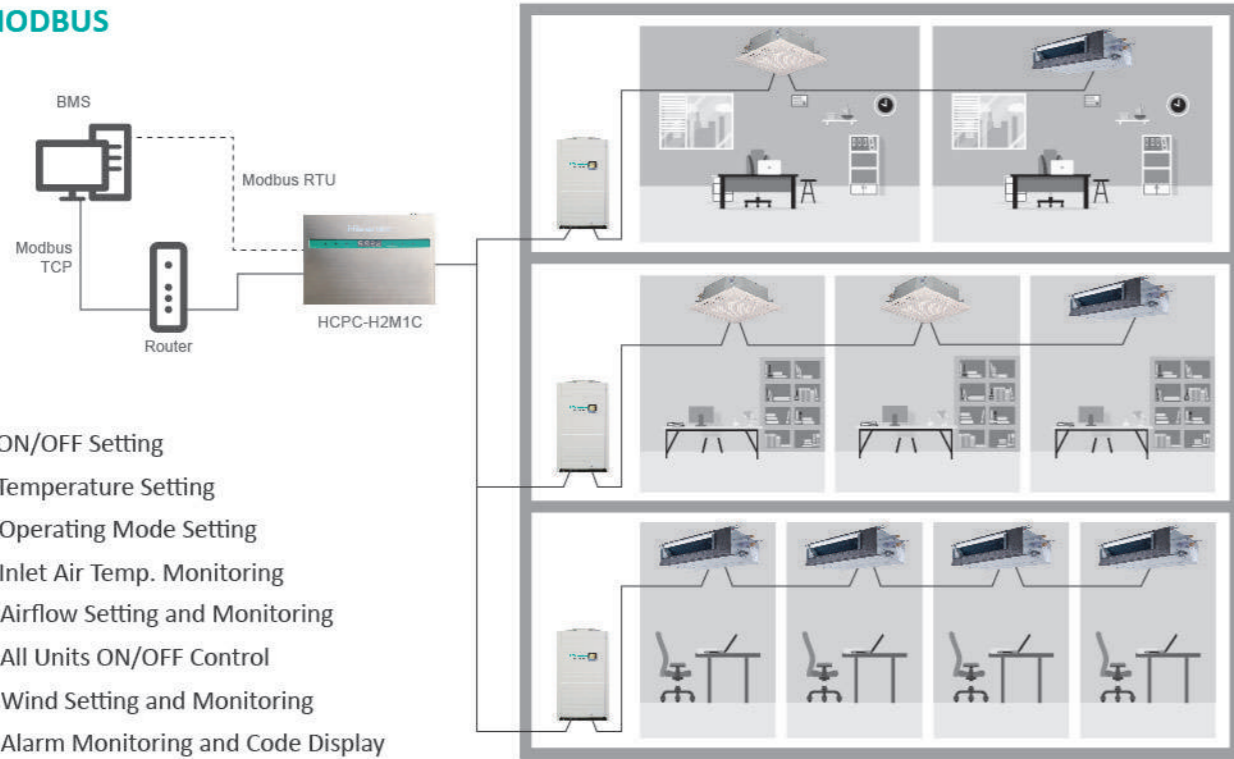 MODBUS
BMS
Modbus RTU
Modbus
TCP
Router
HCPC-H2M1C
Hisense
ON/OFF Setting
Temperature Setting
Operating Mode Setting
Inlet Air Temp. Monitoring
Airflow Setting and Monitoring
All Units ON/OFF Control
Wind Setting and Monitoring
Alarm Monitoring and Code Display